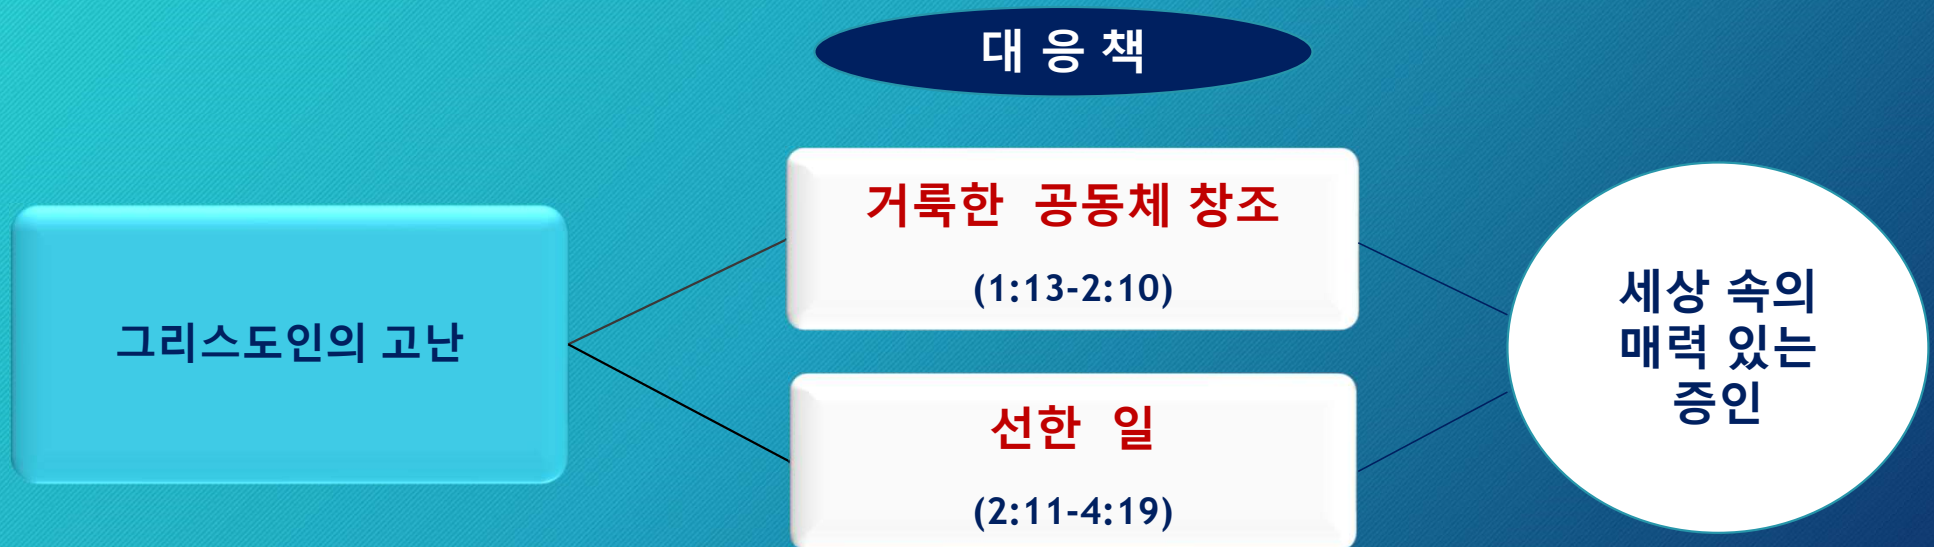 대 응 책
그리스도인의 고난
거룩한 공동체 창조
(1:13-2:10)
선한 일
(2:11-4:19)
세상 속의
매력 있는
증인